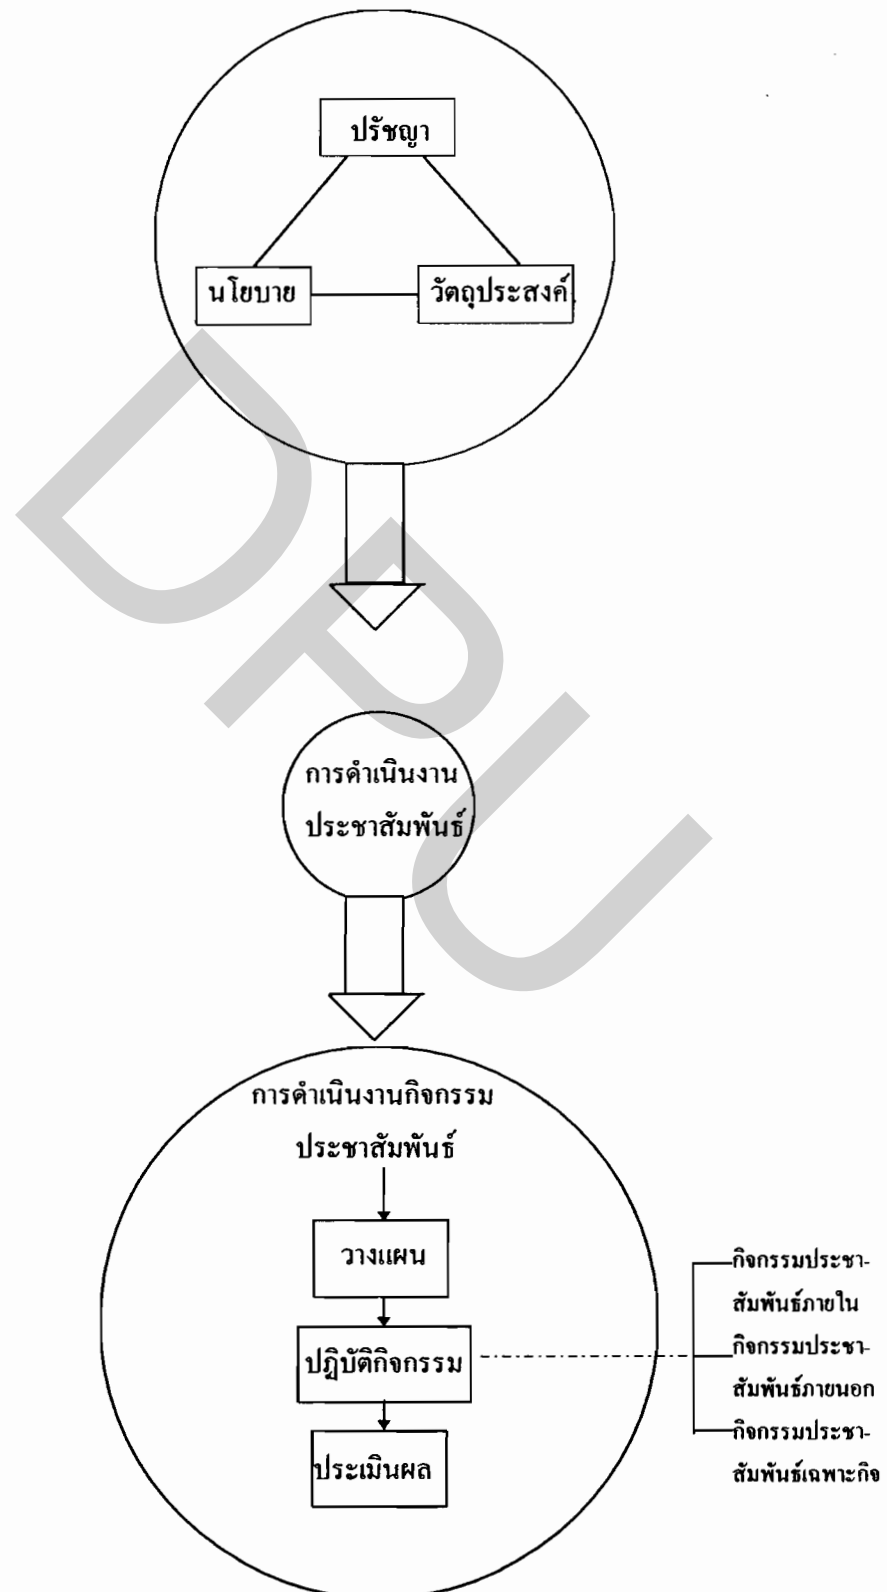 ปรัชญา
นโยบาย
วัตถุประสงค์
การดำเนินงาน
ประชาสัมพันธ์
การดำเนินงานกิจกรรม
ประชาสัมพันธ์
วางแผน
ปฏิบัติกิจกรรม
ประเมินผล
กิจกรรมประชา-
สัมพันธ์ภายใน
กิจกรรมประชา-
สัมพันธ์ภายนอก
กิจกรรมประชา-
สัมพันธ์เฉพาะกิจ
DPU